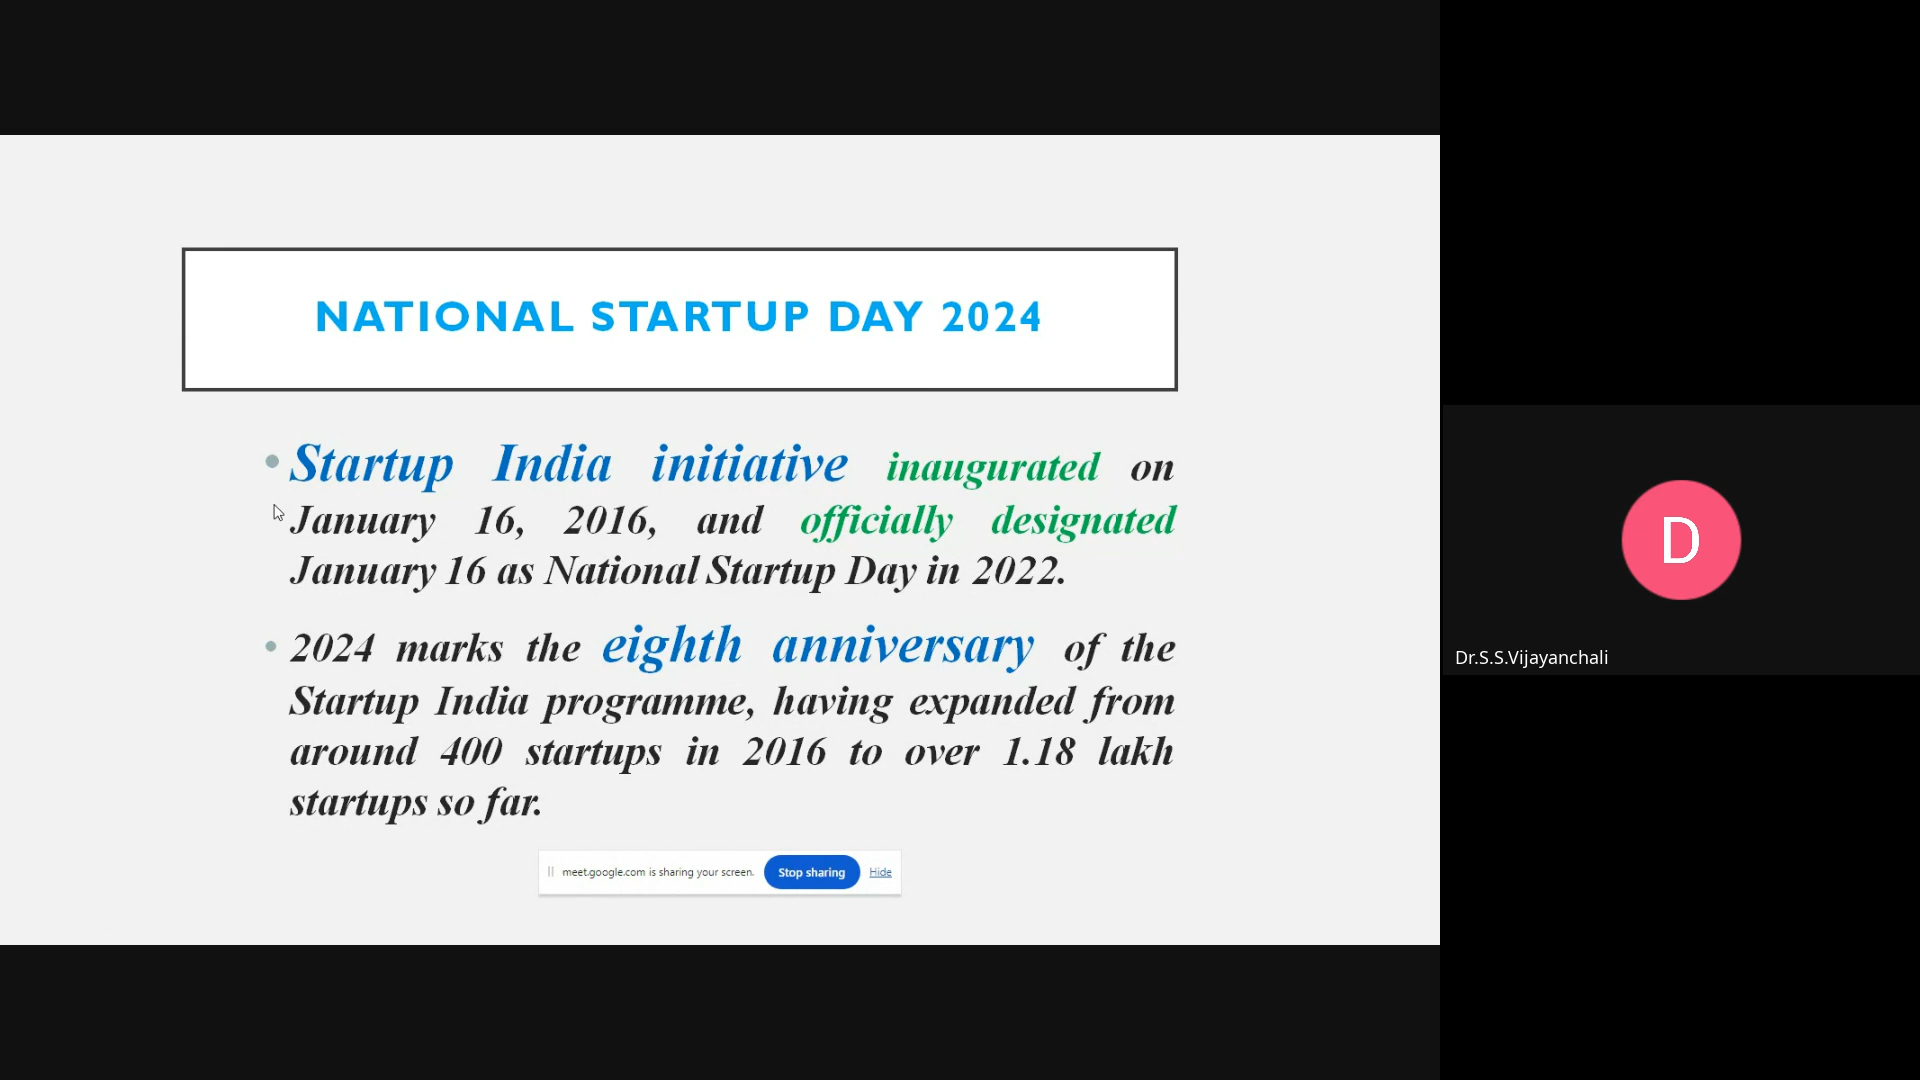 NATIONAL STARTUP DAY 2024
Startup India initiative inaugurated on
January 16, 2016, and officially designated
January 16 as National Startup Day in 2022.
2024 marks the eighth anniversary of the
Startup India programme, having expanded from
around 400 startups in 2016 to over 1.18 lakh
startups so far.
meet.google.com is sharing your screen. Stop sharing Hide
D
Dr.S.S.Vijayanchali